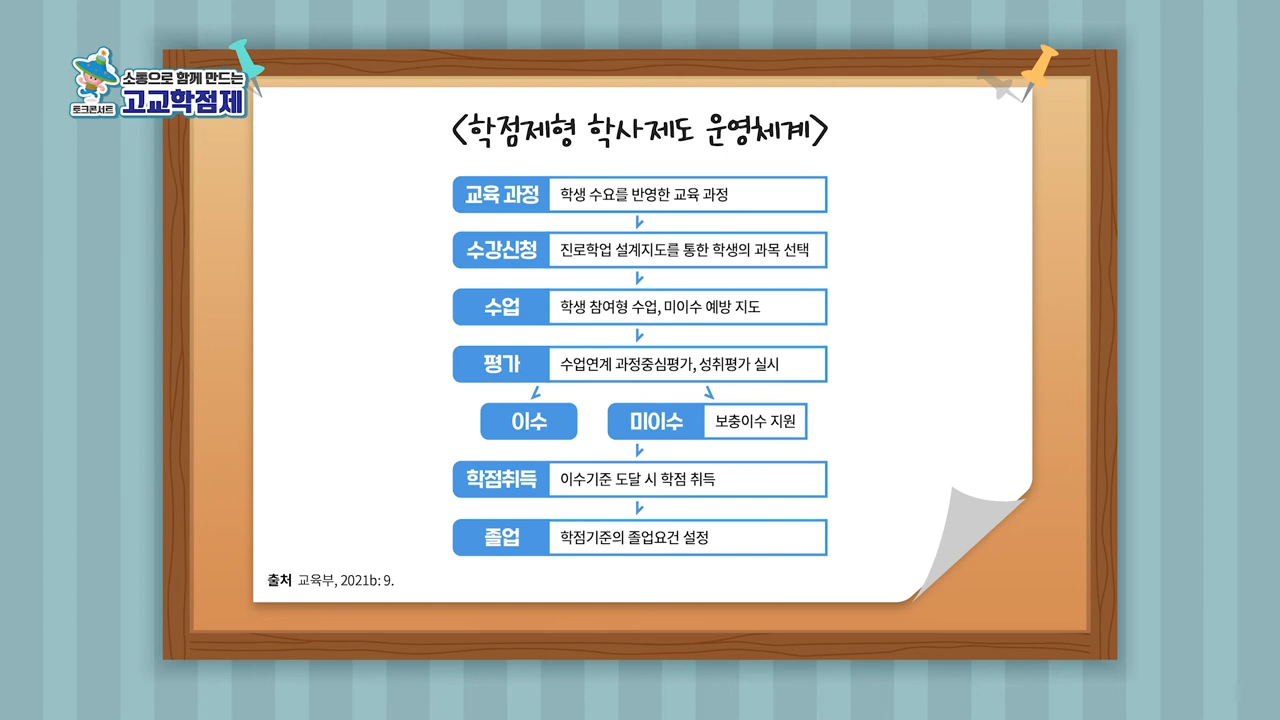 소통으로 함께 만드는
토크콘서트 고교학점제
<학점제형 학사제도 운영체계>
교육 과정 학생 수요를 반영한 교육 과정
수강신청 진로학업 설계지도를 통한 학생의 과목 선택
수업 학생 참여형 수업, 미이수 예방 지도
평가 수업연계 과정중심평가, 성취평가 실시
이수 미이수 보충이수 지원
학점취득 이수기준 도달 시 학점 취득
졸업 학점기준의 졸업요건 설정
출처 교육부, 2021b: 9.